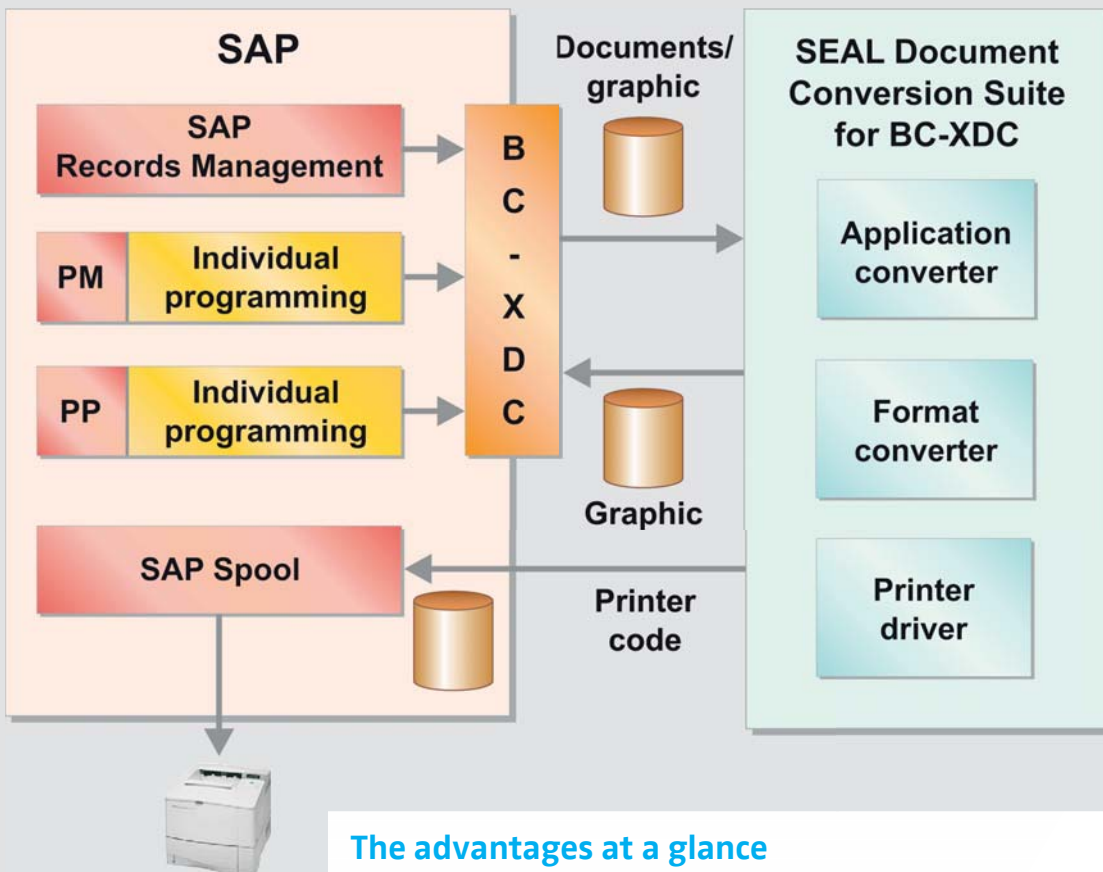 SAP
SAP
Records Management
PM
Individual
programming
PP
Individual
programming
SAP Spool
B
C
-
X
D
C
Documents/
graphic
Graphic
Printer
code
SEAL Document
Conversion Suite
for BC-XDC
Application
converter
Format
converter
Printer
driver
The advantages at a glance